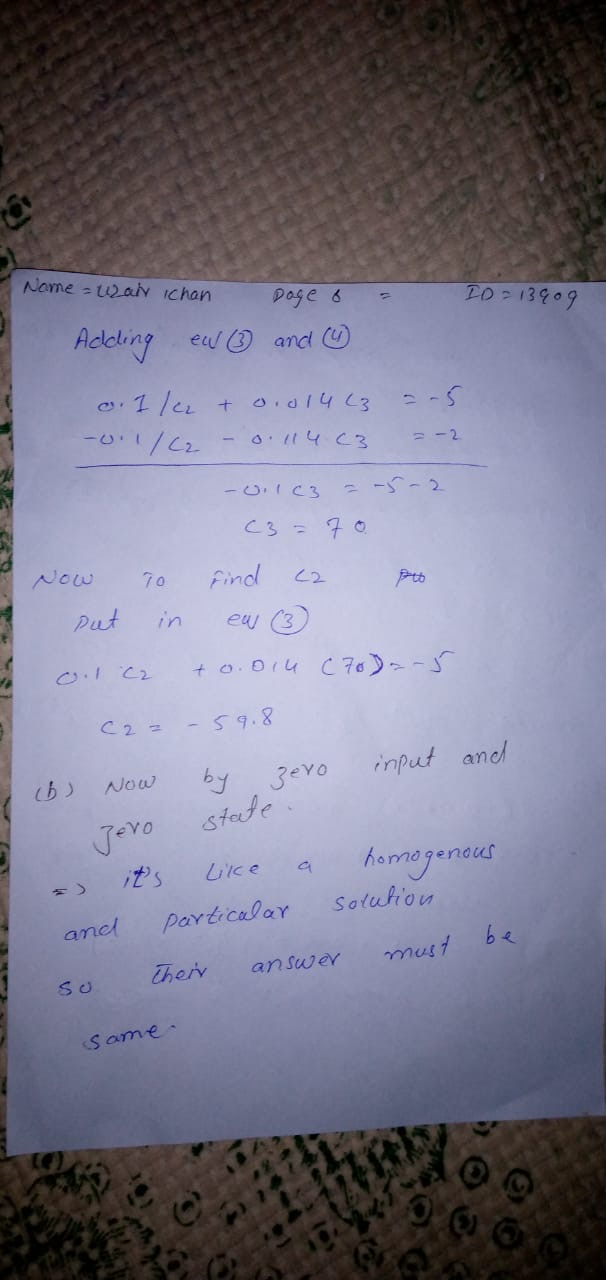 Name = Uzair Khan Page 8 = ID = 13909
Adding eq (3) and (4)
0.1/c2 + 0.014 c3 = -5
-0.1/c2 - 0.114 c3 = -2
-0.1 c3 = -5-2
c3 = 70
Now To Find c2
Put in eq (3)
0.1 c2 + 0.014 (70) = -5
c2 = -59.8
(b) Now by zero input and
zero state.
=> it's like a homogenous
and particular solution
so their answer must be
same.